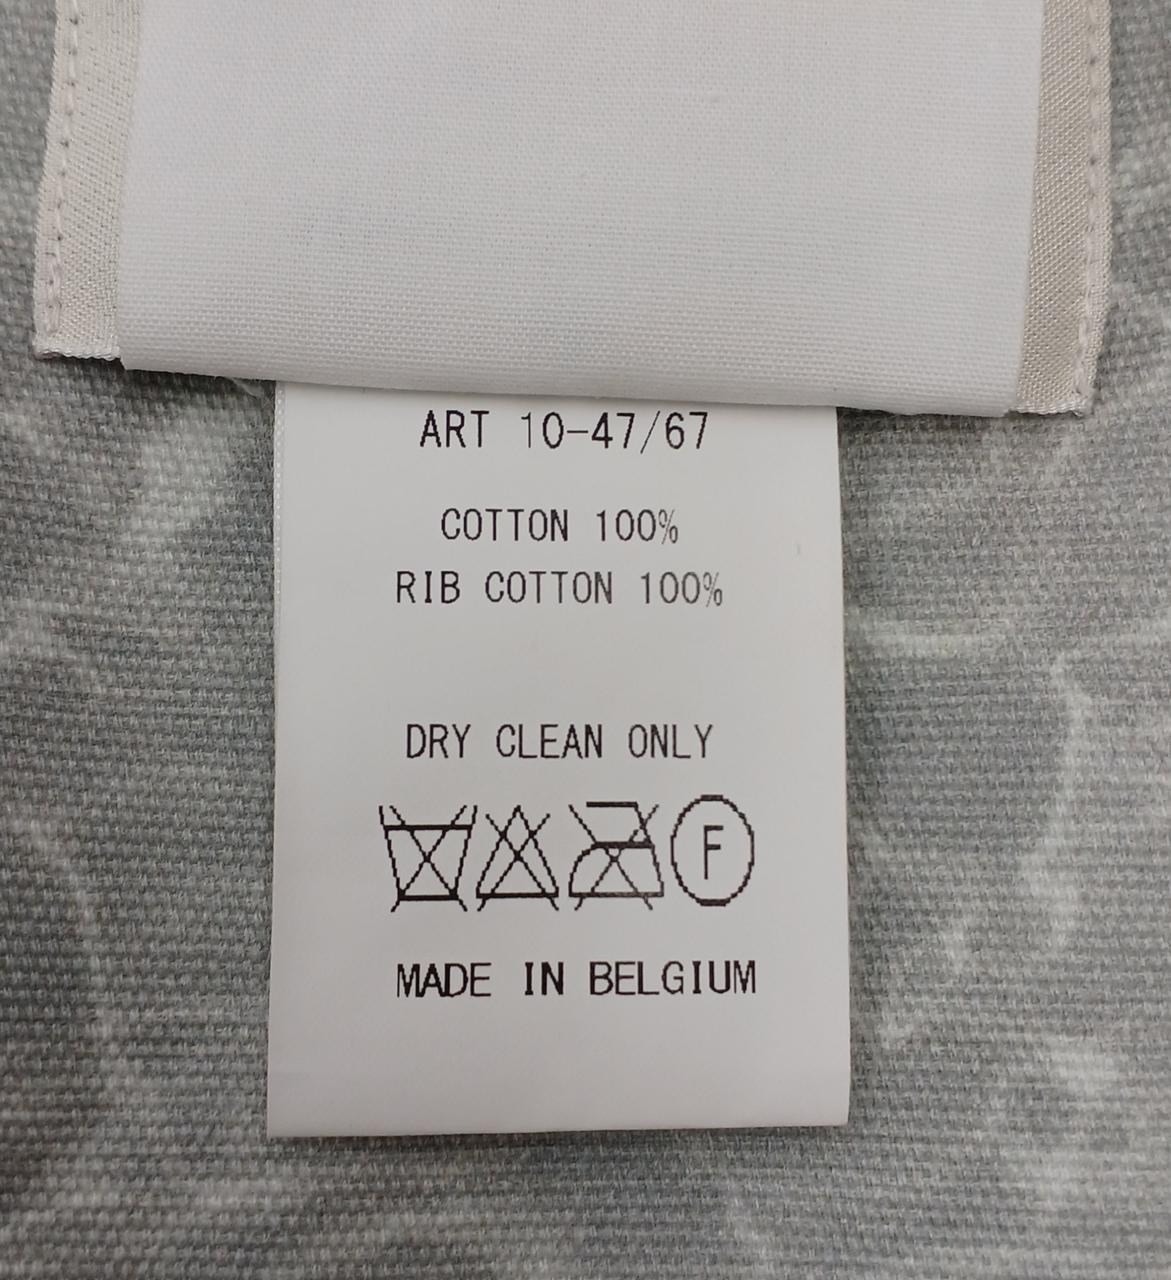 ART 10-47/67
COTTON 100%
RIB COTTON 100%
DRY CLEAN ONLY
F
MADE IN BELGIUM